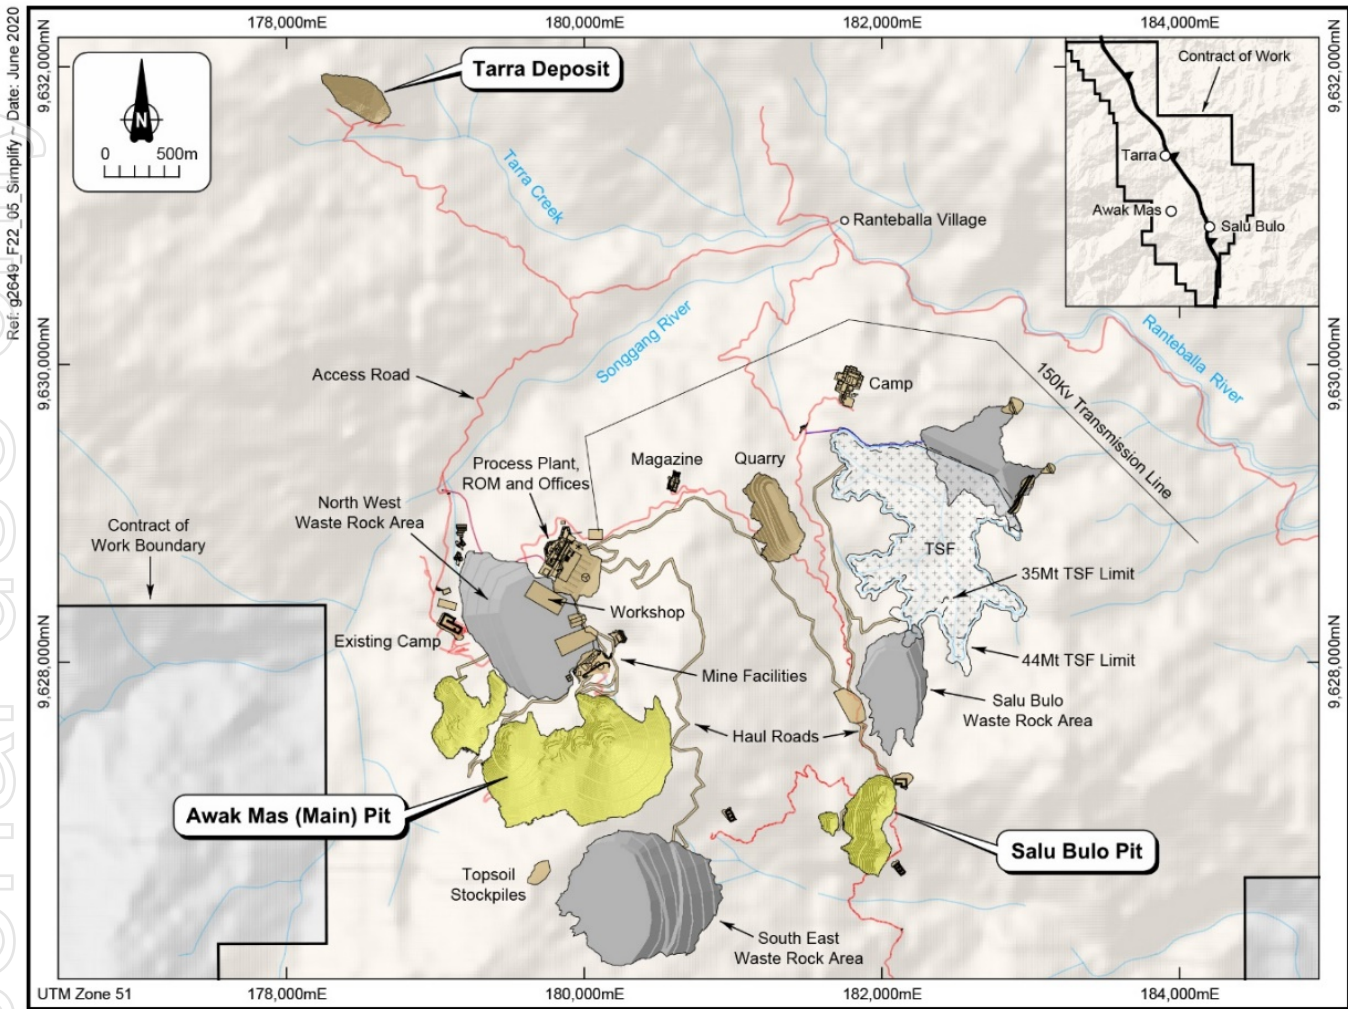 178,000mE
180,000mE
182,000mE
184,000mE
Ref: g2649_F22_05_Simplify ~ Date: June 2020
9,632,000mN
9,632,000mN
N
0 500m
Tarra Deposit
Contract of Work
Tarra
Awak Mas
Salu Bulo
Tarra Creek
Ranteballa Village
Songgang River
Ranteballa River
9,630,000mN
9,630,000mN
Access Road
Camp
150Kv Transmission Line
Process Plant,
ROM and Offices
Magazine
Quarry
North West
Waste Rock Area
Contract of
Work Boundary
TSF
35Mt TSF Limit
Workshop
Existing Camp
44Mt TSF Limit
9,628,000mN
9,628,000mN
Mine Facilities
Salu Bulo
Waste Rock Area
Haul Roads
Awak Mas (Main) Pit
Salu Bulo Pit
Topsoil
Stockpiles
South East
Waste Rock Area
UTM Zone 51
178,000mE
180,000mE
182,000mE
184,000mE